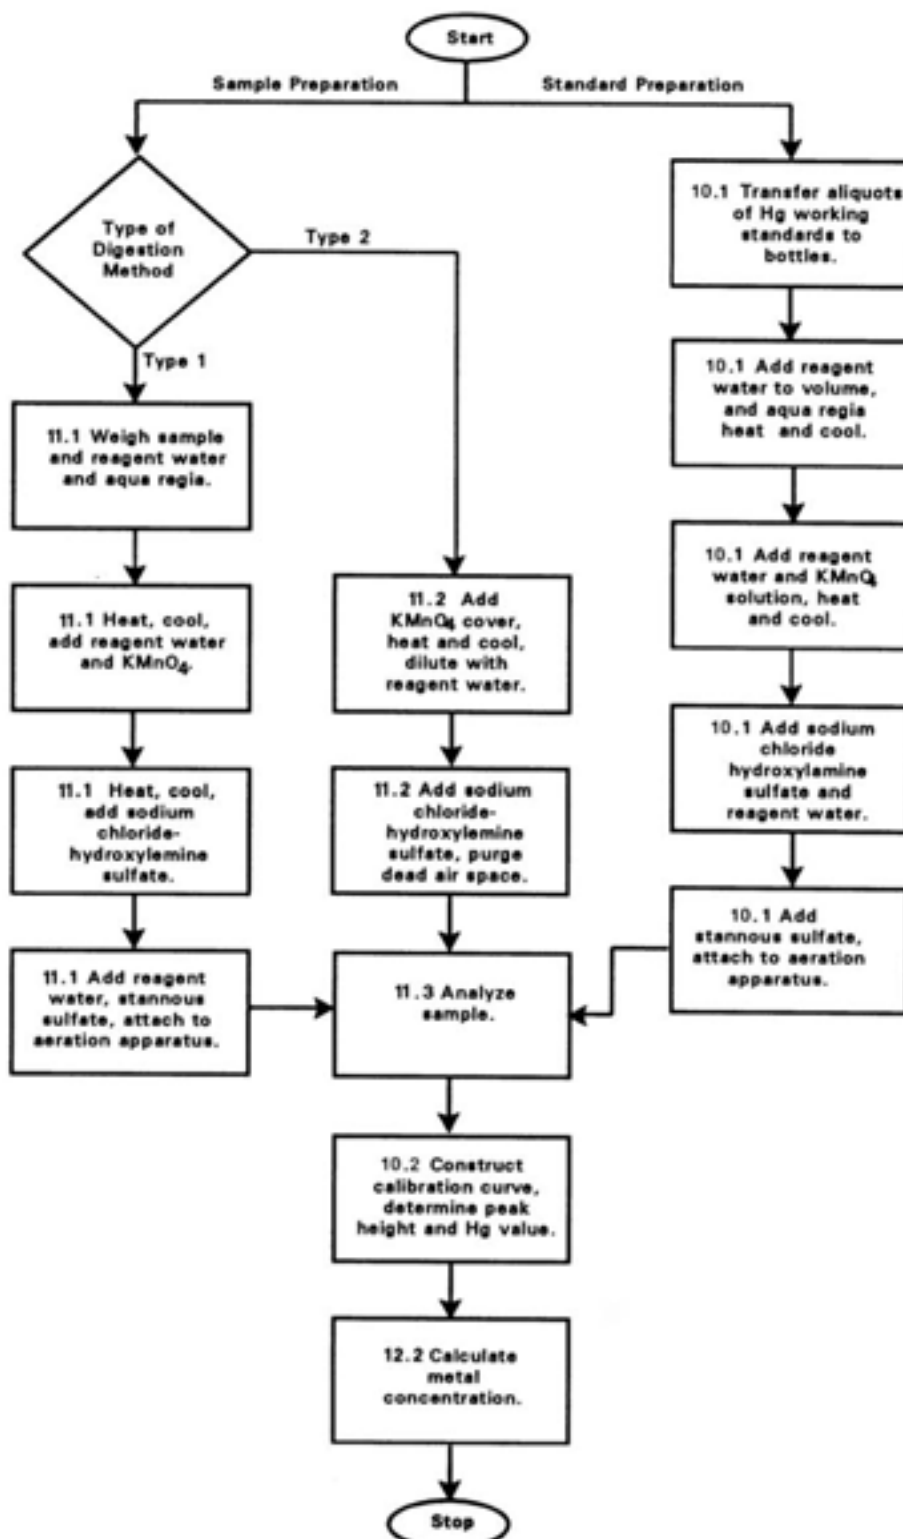 Start
Sample Preparation
Standard Preparation
Type of
Digestion
Method
Type 2
Type 1
10.1 Transfer aliquots
of Hg working
standards to
bottles.
10.1 Add reagent
water to volume,
and aqua regia
heat and cool.
11.1 Weigh sample
and reagent water
and aqua regia.
10.1 Add reagent
water and KMnO4
solution, heat
and cool.
11.1 Heat, cool,
add reagent water
and KMnO4.
11.2 Add
KMnO4 cover,
heat and cool,
dilute with
reagent water.
10.1 Add sodium
chloride
hydroxylamine
sulfate and
reagent water.
11.1 Heat, cool,
add sodium
chloride-
hydroxylemine
sulfate.
11.2 Add sodium
chloride-
hydroxylemine
sulfate, purge
dead air space.
10.1 Add
stannous sulfate,
attach to aeration
apparatus.
11.1 Add reagent
water, stannous
sulfate, attach to
aeration apparatus.
11.3 Analyze
sample.
10.2 Construct
calibration curve,
determine peak
height and Hg value.
12.2 Calculate
metal
concentration.
Stop